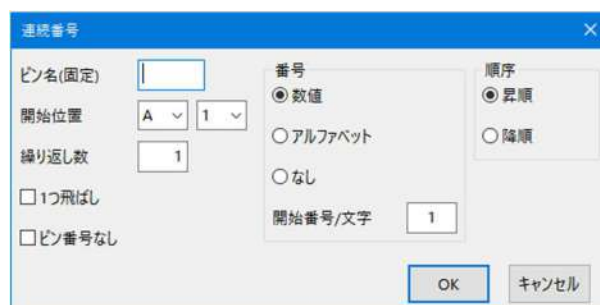 連続番号
ピン名(固定)
開始位置 A 1
繰り返し数 1
1つ飛ばし
ピン番号なし
番号
数値
アルファベット
なし
開始番号/文字 1
順序
昇順
降順
OK キャンセル